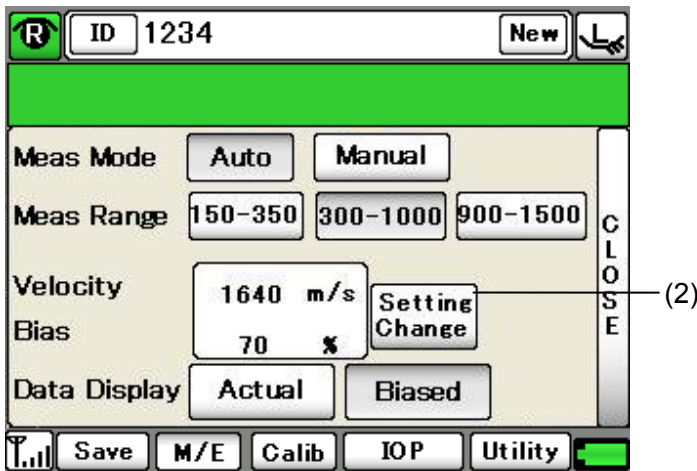 R ID 1234 New
Meas Mode Auto Manual
Meas Range 150-350 300-1000 900-1500
Velocity 1640 m/s
Setting
Change
(2)
Bias 70 %
Data Display Actual Biased
CLOSE
Save M/E Calib IOP Utility